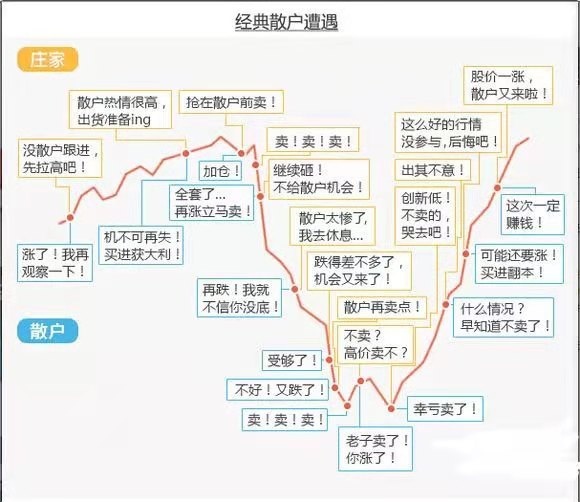 经典散户遭遇
庄家
没散户跟进，
先拉高吧！
散户热情很高，
出货准备ing
抢在散户前卖！
卖！卖！卖！
继续砸！
不给散户机会！
散户太惨了，
我去休息...
跌得差不多了，
机会又来了！
散户再卖点！
不卖？
高价卖不？
创新低！
不卖的，
哭去吧！
出其不意！
这么好的行情
没参与,后悔吧！
股价一涨，
散户又来啦！
散户
涨了！我再
观察一下！
机不可再失！
买进获大利！
加仓！
全套了...
再涨立马卖！
再跌！我就
不信你没底！
受够了！
不好！又跌了！
卖！卖！卖！
老子卖了！
你涨了！
幸亏卖了！
什么情况？
早知道不卖了！
可能还要涨！
买进翻本！
这次一定
赚钱！